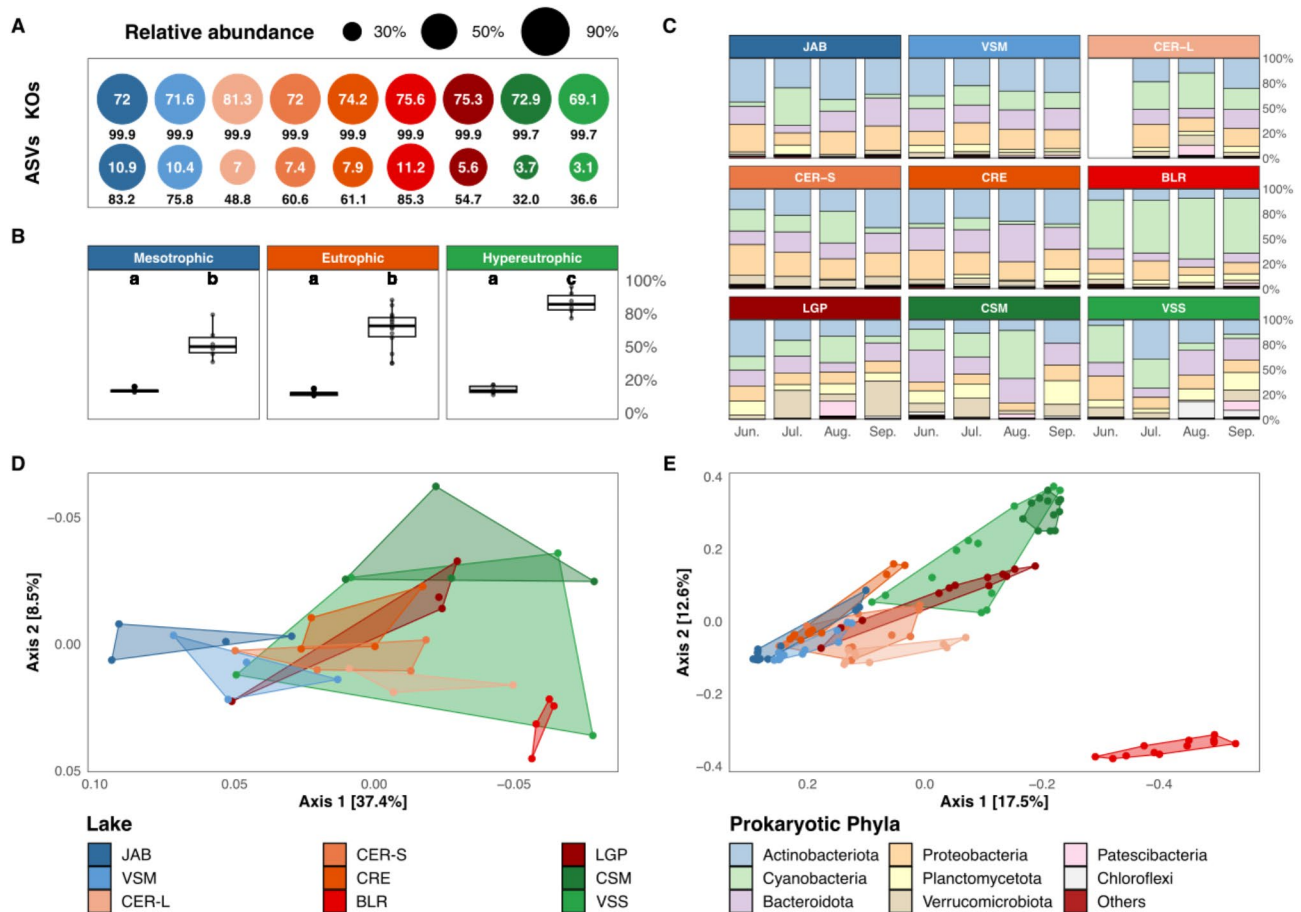 A
Relative abundance 30% 50% 90%
KOs
72 71.6 81.3 72 74.2 75.6 75.3 72.9 69.1
99.9 99.9 99.9 99.9 99.9 99.9 99.9 99.7 99.7
ASVs
10.9 10.4 7 7.4 7.9 11.2 5.6 3.7 3.1
83.2 75.8 48.8 60.6 61.1 85.3 54.7 32.0 36.6
B
Mesotrophic Eutrophic Hypereutrophic
a b a b a c
100%
80%
50%
20%
0%
C
JAB VSM CER-L
100%
80%
50%
20%
0%
CER-S CRE BLR
100%
80%
50%
20%
0%
LGP CSM VSS
100%
80%
50%
20%
0%
Jun. Jul. Aug. Sep. Jun. Jul. Aug. Sep. Jun. Jul. Aug. Sep.
D
Axis 2 [8.5%]
−0.05
0.00
0.05
0.10 0.05 0.00 −0.05
Axis 1 [37.4%]
E
Axis 2 [12.6%]
0.4
0.2
0.0
−0.2
−0.4
0.2 0.0 −0.2 −0.4
Axis 1 [17.5%]
Lake
JAB CER-S LGP
VSM CRE CSM
CER-L BLR VSS
Prokaryotic Phyla
Actinobacteriota Proteobacteria Patescibacteria
Cyanobacteria Planctomycetota Chloroflexi
Bacteroidota Verrucomicrobiota Others